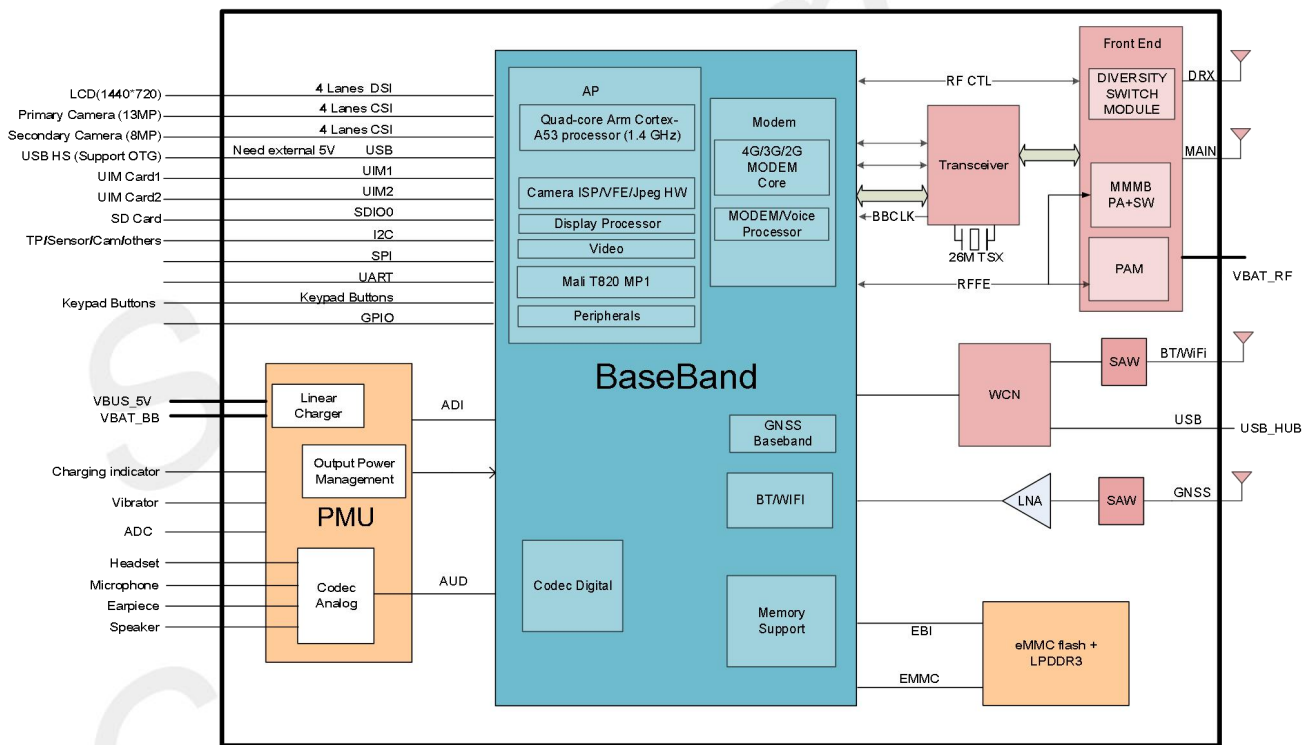 LCD(1440*720)
4 Lanes DSI
Primary Camera (13MP)
4 Lanes CSI
Secondary Camera (8MP)
4 Lanes CSI
USB HS (Support OTG)
Need external 5V
USB
UIM Card1
UIM1
UIM Card2
UIM2
SD Card
SDIO0
TP/Sensor/Cam/others
I2C
SPI
UART
Keypad Buttons
Keypad Buttons
GPIO
VBUS_5V
VBAT_BB
Charging indicator
Vibrator
ADC
Headset
Microphone
Earpiece
Speaker
Linear
Charger
Output Power
Management
PMU
Codec
Analog
ADI
AUD
AP
Quad-core Arm Cortex-
A53 processor (1.4 GHz)
Camera ISP/VFE/Jpeg HW
Display Processor
Video
Mali T820 MP1
Peripherals
Modem
4G/3G/2G
MODEM
Core
MODEM/Voice
Processor
BaseBand
GNSS
Baseband
BT/WIFI
Codec Digital
Memory
Support
RF CTL
Transceiver
BBCLK
26M TSX
RFFE
Front End
DIVERSITY
SWITCH
MODULE
MMMB
PA+SW
PAM
DRX
MAIN
VBAT_RF
WCN
SAW
BT/WiFi
USB
USB_HUB
LNA
SAW
GNSS
EBI
EMMC
eMMC flash +
LPDDR3